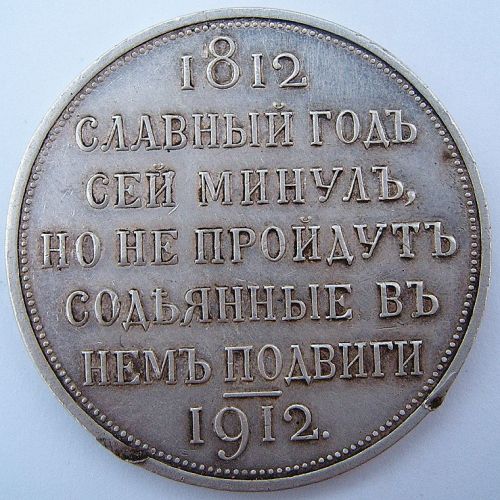 1812
СЛАВНЫЙ ГОДЪ
СЕЙ МИНУЛЪ,
НО НЕ ПРОЙДУТЪ
СОДѢЯННЫЕ ВЪ
НЕМЪ ПОДВИГИ
1912.